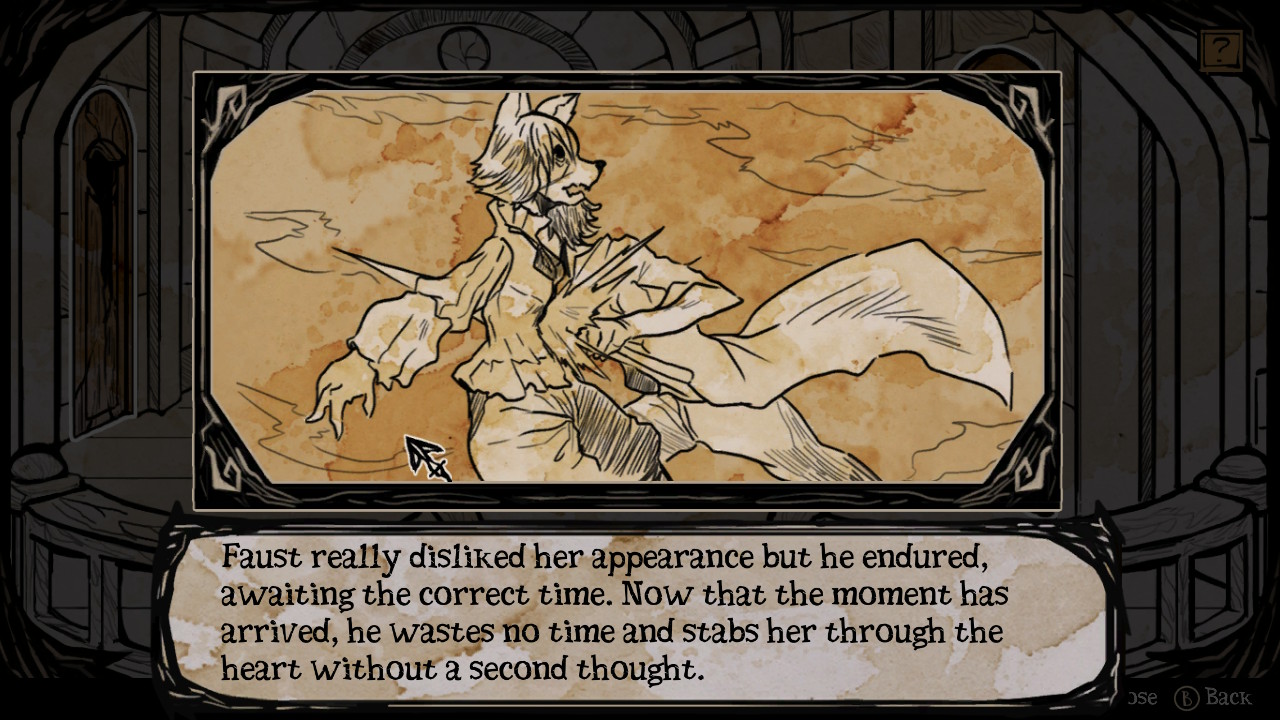 ?
Faust really disliked her appearance but he endured,
awaiting the correct time. Now that the moment has
arrived, he wastes no time and stabs her through the
heart without a second thought.
B Back